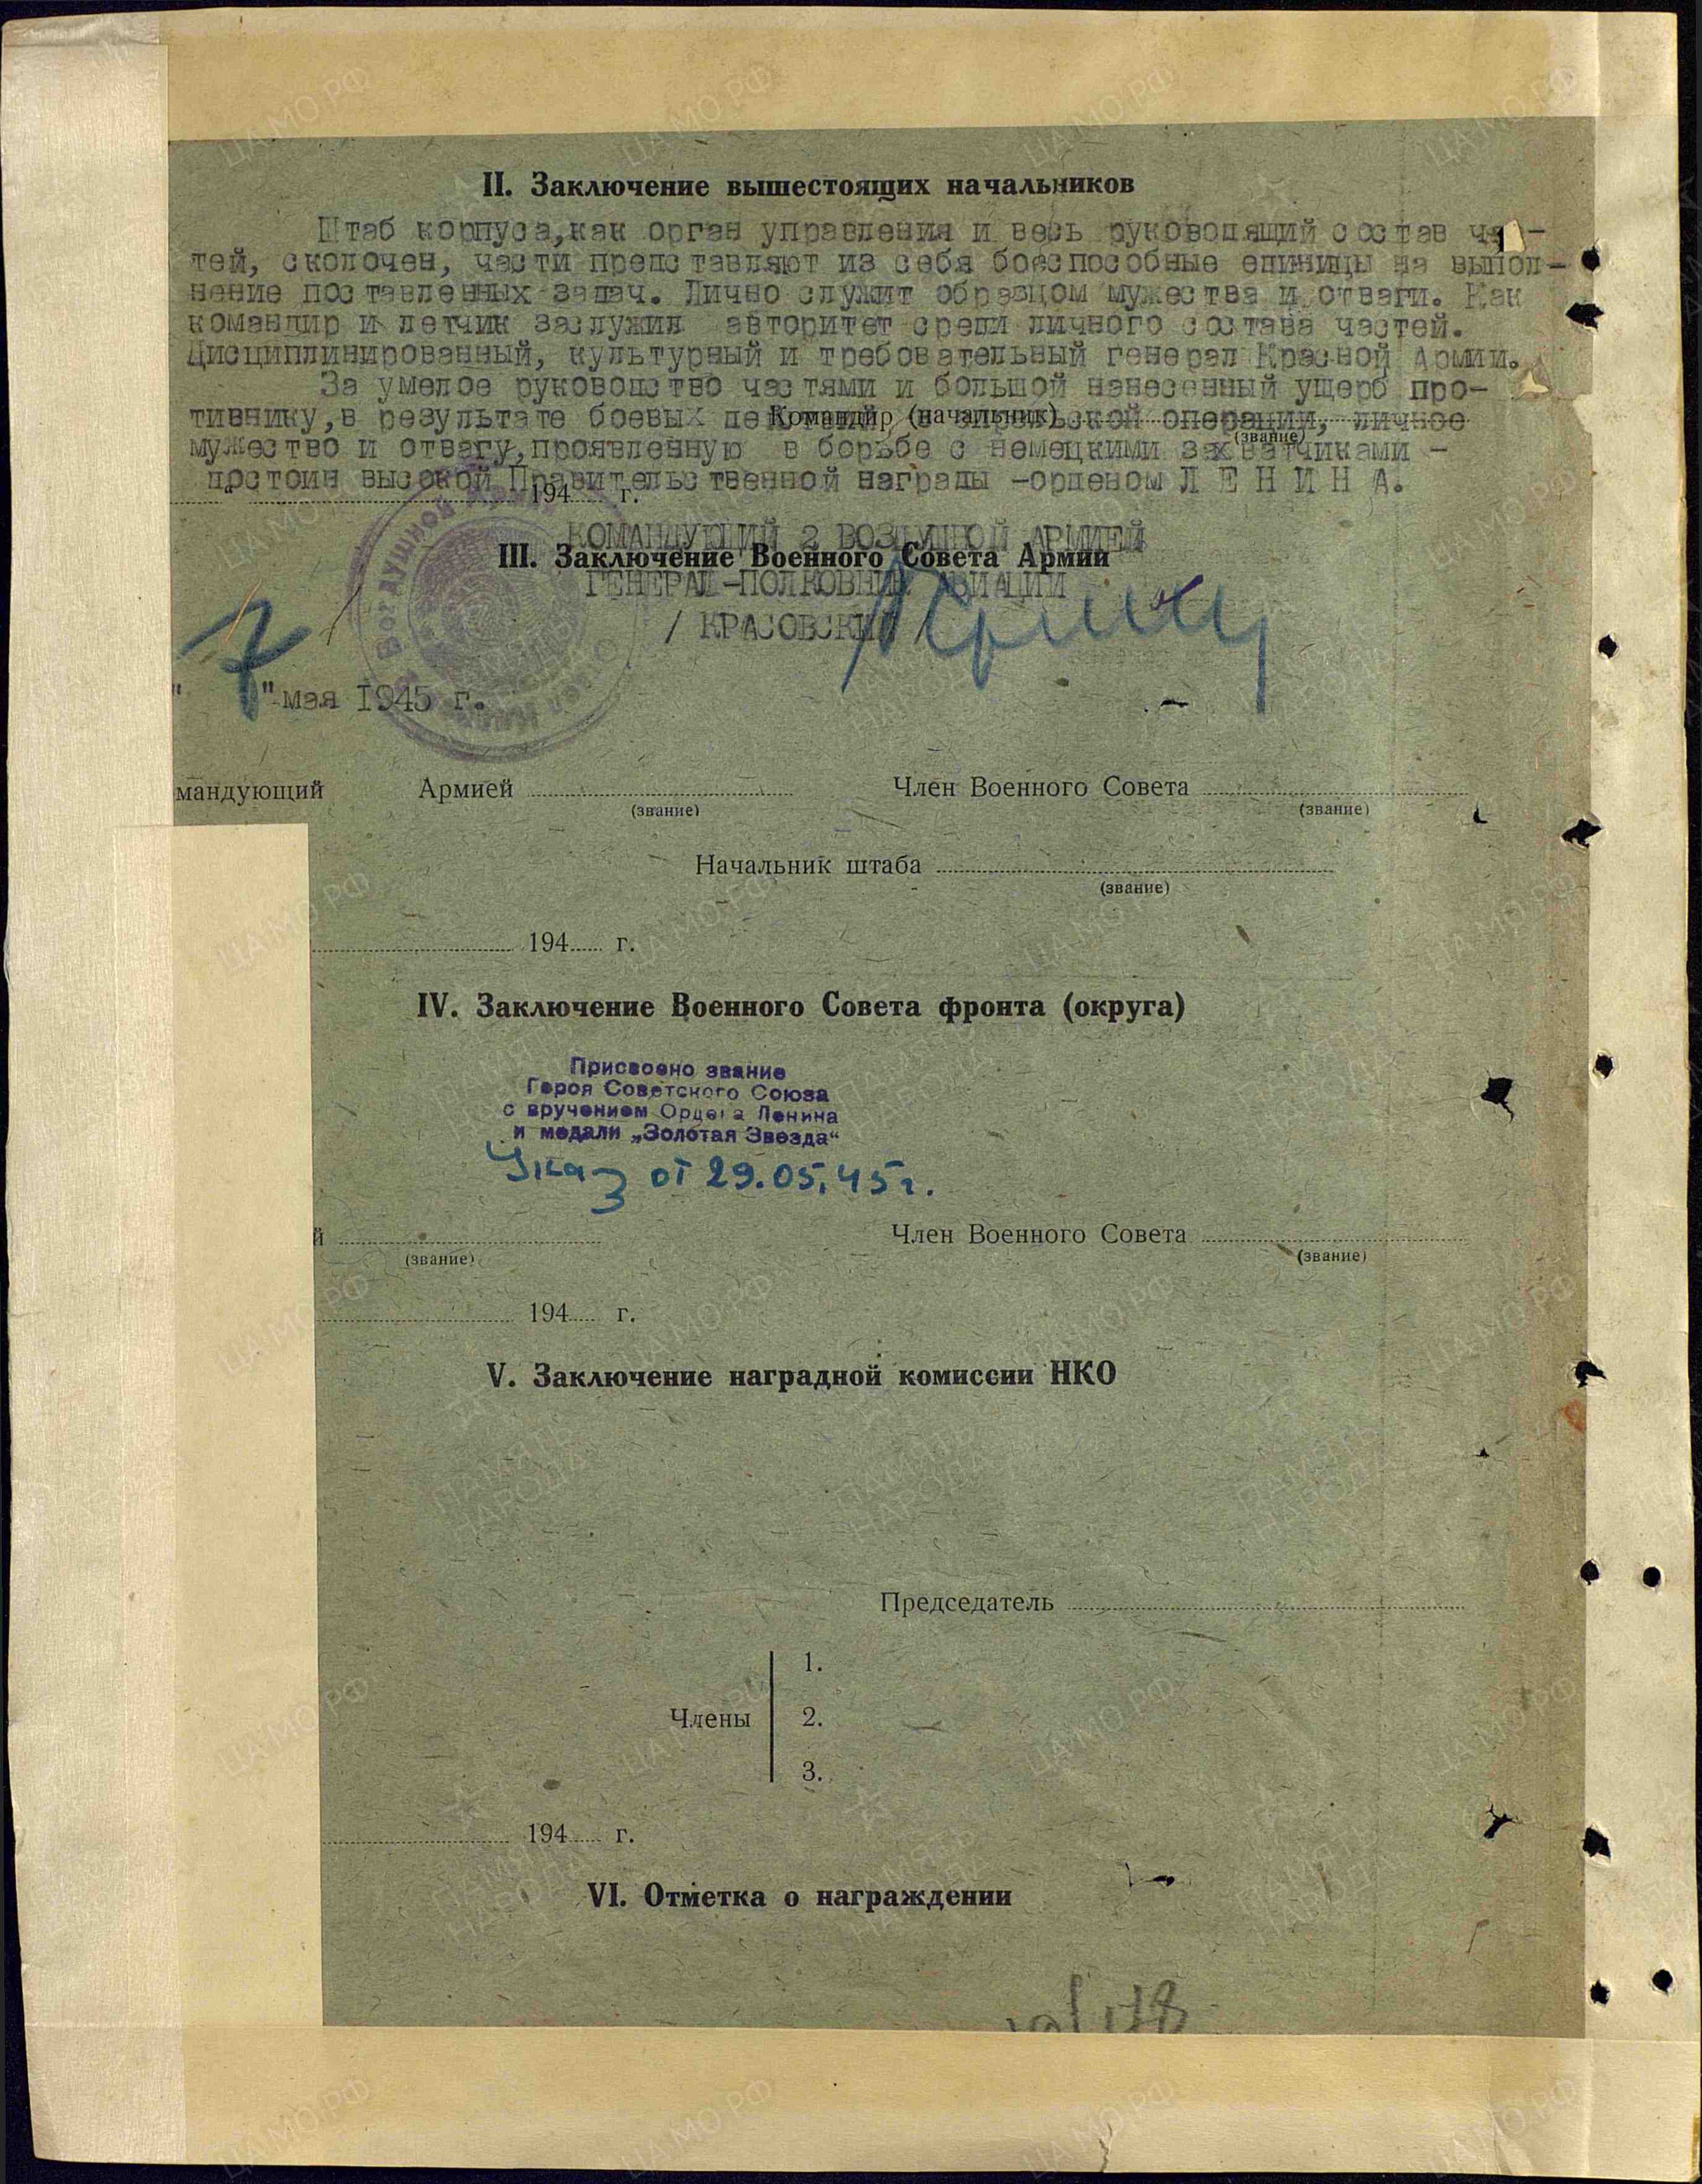 II. Заключение вышестоящих начальников
Штаб корпуса,как орган управления и весь руководящий состав час-
тей, сколочен, части представляют из себя боеспособные единицы на выпол-
нение поставленных задач. Лично служит образцом мужества и отваги. Как
командир и летчик заслужил авторитет среди личного состава частей.
Дисциплинированный, культурный и требовательный генерал Красной Армии.
За умелое руководство частями и большой нанесенный ущерб про-
тивнику,в результате боевых операции, личное
Командир (начальник)
(звание)
мужество и отвагу,проявленную в борьбе с немецкими захватчиками -
достоин высокой Правительственной награды -орденом Л Е Н И Н А.
194 г.
КОМАНДУЮЩИЙ 2 ВОЗДУШНОЙ АРМИЕЙ
III. Заключение Военного Совета Армии
ГЕНЕРАЛ-ПОЛКОВНИК АВИАЦИИ
/ КРАСОВСКИЙ /
" 7 " мая 1945 г.
мандующий Армией
(звание)
Член Военного Совета
(звание)
Начальник штаба
(звание)
194 г.
IV. Заключение Военного Совета фронта (округа)
Присвоено звание
Героя Советского Союза
с вручением Ордена Ленина
и медали „Золотая Звезда“
Указ от 29.05.45г.
й
(звание)
Член Военного Совета
(звание)
194 г.
V. Заключение наградной комиссии НКО
Председатель
Члены
1.
2.
3.
194 г.
VI. Отметка о награждении
ЦАМО.РФ
ПАМЯТЬ
НАРОДА